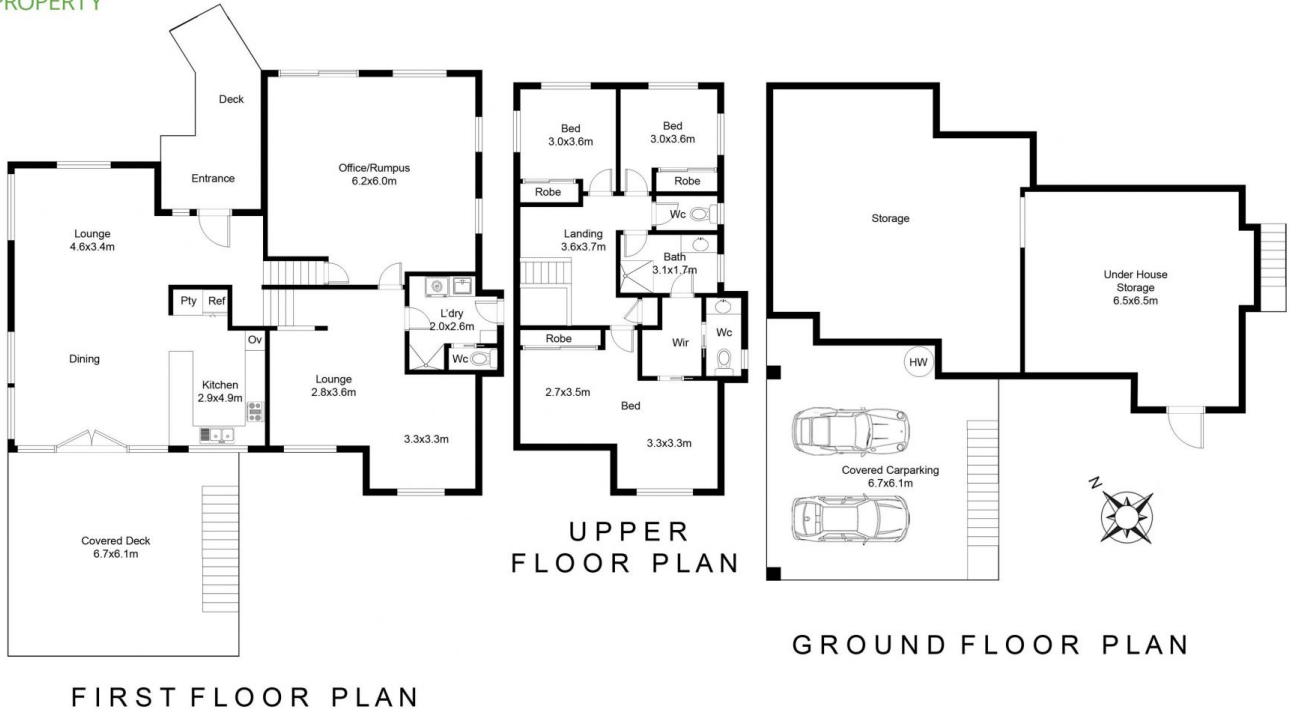 PROPERTY
Deck
Entrance
Office/Rumpus
6.2x6.0m
Lounge
4.6x3.4m
Pty
Ref
L'dry
2.0x2.6m
Wc
Ov
Dining
Kitchen
2.9x4.9m
Lounge
2.8x3.6m
3.3x3.3m
Covered Deck
6.7x6.1m
FIRST FLOOR PLAN
Bed
3.0x3.6m
Bed
3.0x3.6m
Robe
Robe
Wc
Landing
3.6x3.7m
Bath
3.1x1.7m
Robe
Wir
Wc
2.7x3.5m
Bed
3.3x3.3m
UPPER
FLOOR PLAN
Storage
Under House
Storage
6.5x6.5m
HW
Covered Carparking
6.7x6.1m
N
GROUND FLOOR PLAN